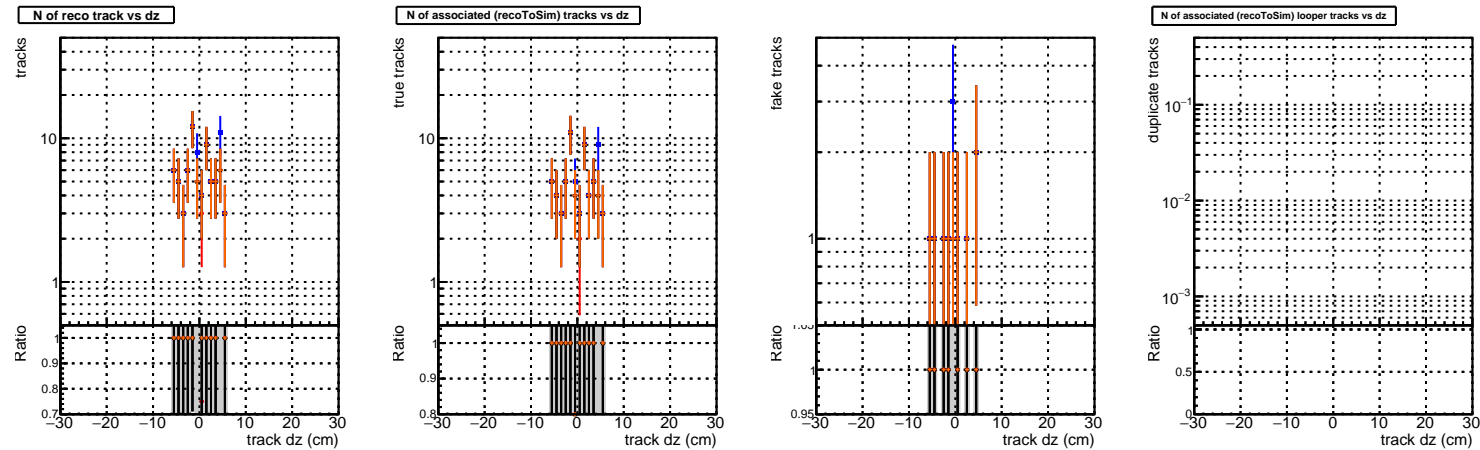 N of reco track vs dz
tracks
10
1
Ratio
1
0.9
0.8
0.7
−30 −20 −10 0 10 20 30
track dz (cm)
N of associated (recoToSim) tracks vs dz
true tracks
10
1
Ratio
1
0.9
0.8
−30 −20 −10 0 10 20 30
track dz (cm)
fake tracks
1
Ratio
1.05
1
0.95
−30 −20 −10 0 10 20 30
track dz (cm)
N of associated (recoToSim) looper tracks vs dz
duplicate tracks
10−1
10−2
10−3
Ratio
1
0.5
0
−30 −20 −10 0 10 20 30
track dz (cm)